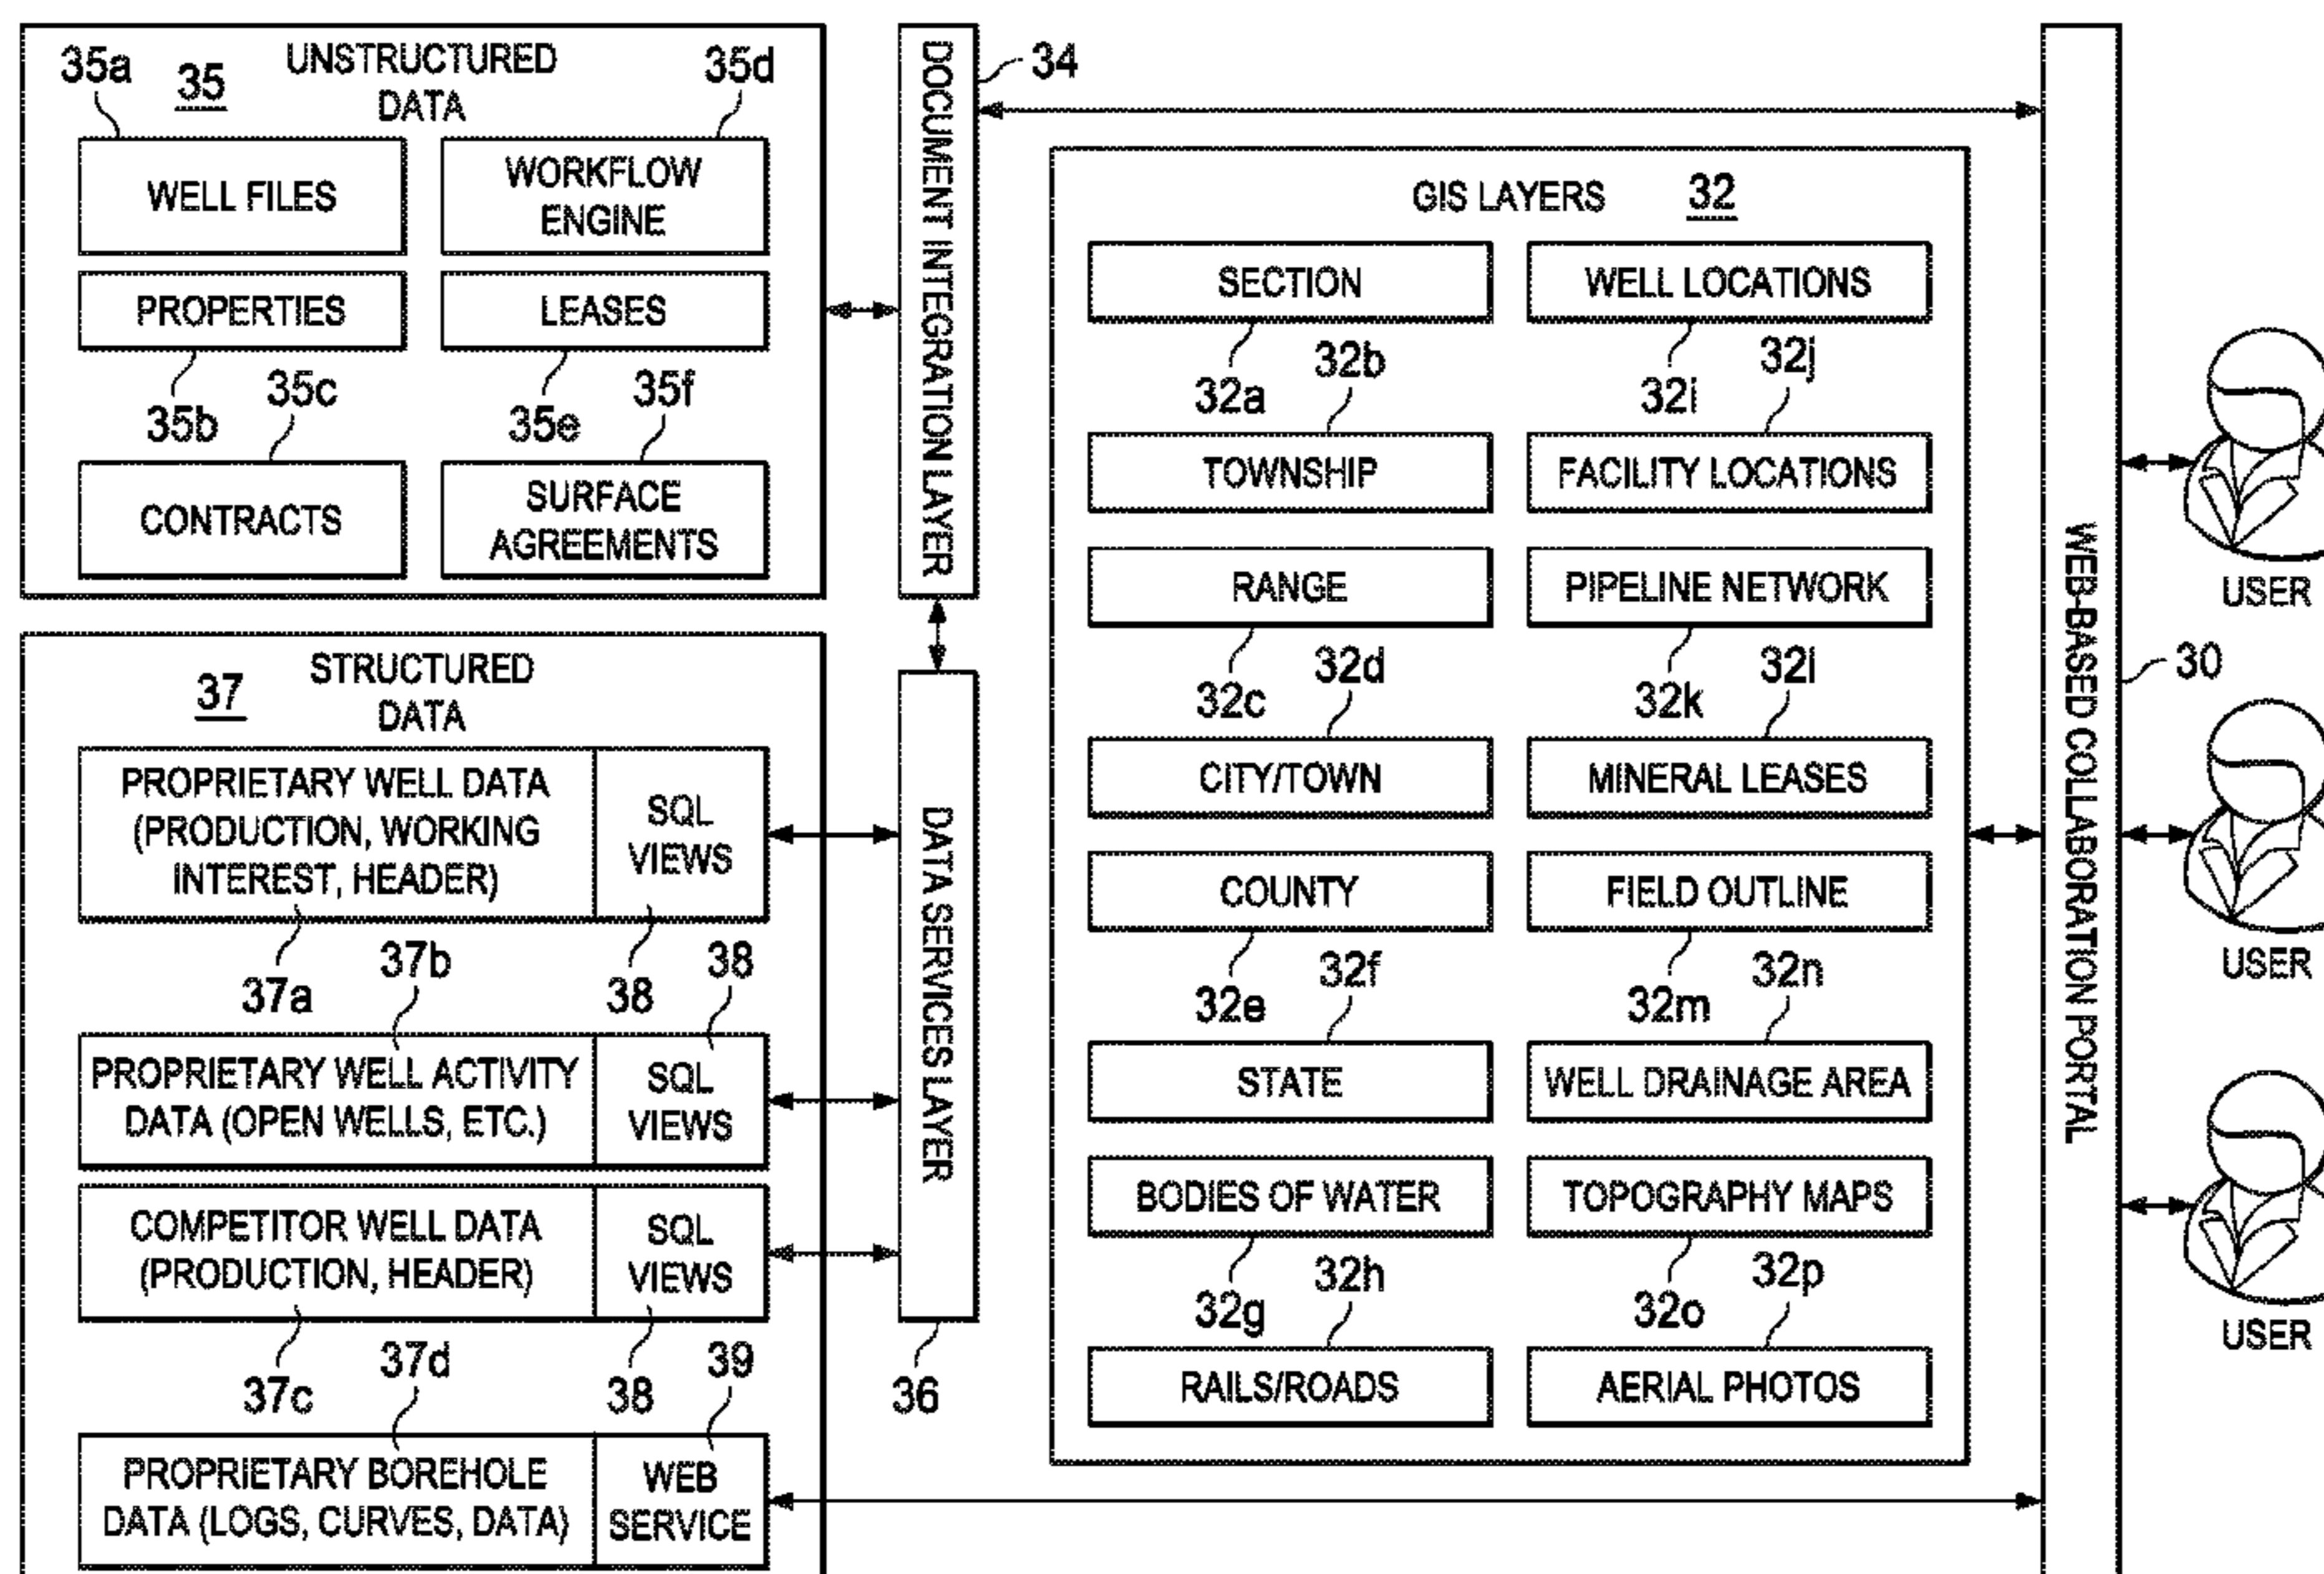 UNSTRUCTURED
DATA
35
35a
35d
WELL FILES
WORKFLOW
ENGINE
PROPERTIES
LEASES
35b
35c
35e
35f
CONTRACTS
SURFACE
AGREEMENTS
STRUCTURED
DATA
37
PROPRIETARY WELL DATA
(PRODUCTION, WORKING
INTEREST, HEADER)
SQL
VIEWS
37a
37b
38
38
PROPRIETARY WELL ACTIVITY
DATA (OPEN WELLS, ETC.)
SQL
VIEWS
COMPETITOR WELL DATA
(PRODUCTION, HEADER)
SQL
VIEWS
37c
37d
38
39
PROPRIETARY BOREHOLE
DATA (LOGS, CURVES, DATA)
WEB
SERVICE
DOCUMENT INTEGRATION LAYER
34
DATA SERVICES LAYER
36
GIS LAYERS 32
SECTION
WELL LOCATIONS
32a
32b
32i
32j
TOWNSHIP
FACILITY LOCATIONS
RANGE
PIPELINE NETWORK
32c
32d
32k
32l
CITY/TOWN
MINERAL LEASES
COUNTY
FIELD OUTLINE
32e
32f
32m
32n
STATE
WELL DRAINAGE AREA
BODIES OF WATER
TOPOGRAPHY MAPS
32g
32h
32o
32p
RAILS/ROADS
AERIAL PHOTOS
WEB-BASED COLLABORATION PORTAL
30
USER
USER
USER